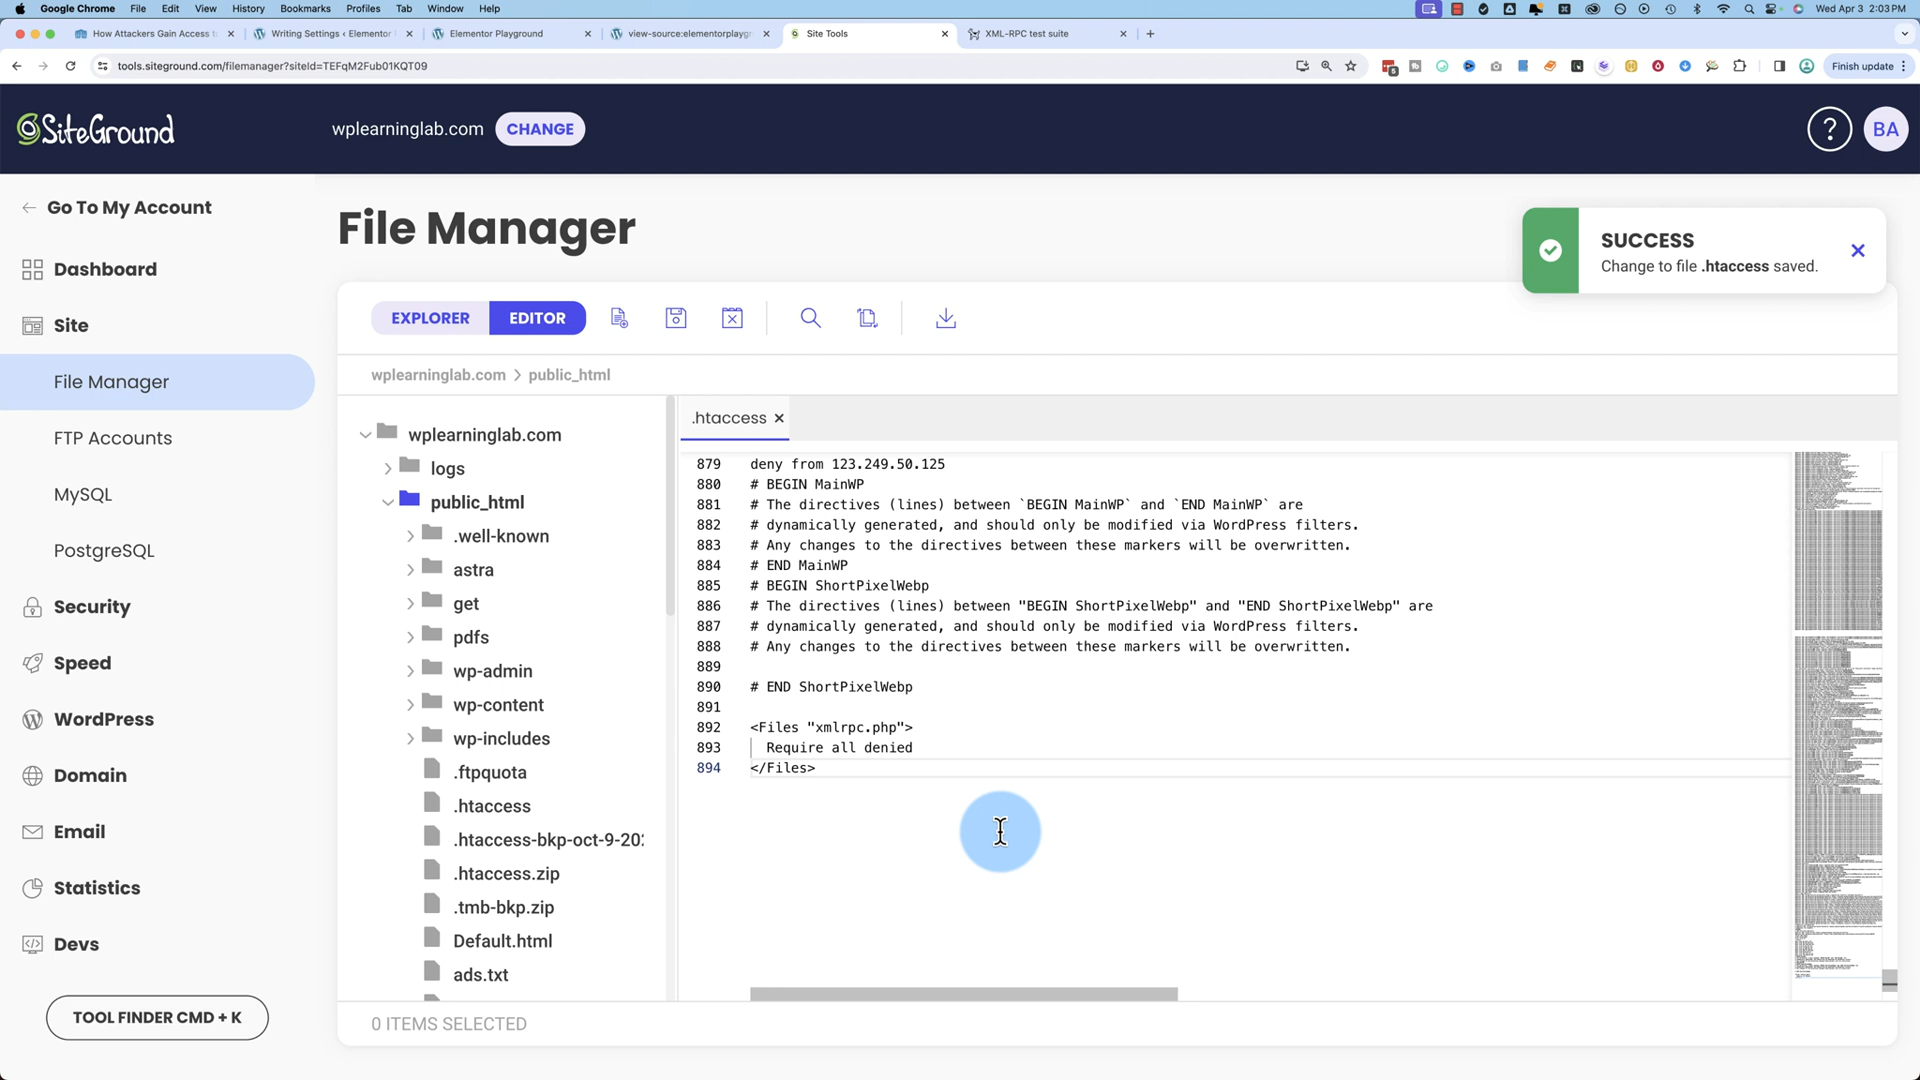 Google Chrome File Edit View History Bookmarks Profiles Tab Window Help Wed Apr 3 2:03 PM
How Attackers Gain Access t Writing Settings ‹ Elementor Elementor Playground view-source:elementorplaygr Site Tools XML-RPC test suite
tools.siteground.com/filemanager?siteId=TEFqM2Fub01KQT09 5 Finish update
SiteGround wplearninglab.com CHANGE ? BA
Go To My Account
Dashboard
Site
File Manager
FTP Accounts
MySQL
PostgreSQL
Security
Speed
WordPress
Domain
Email
Statistics
Devs
TOOL FINDER CMD + K
File Manager
SUCCESS
Change to file .htaccess saved.
EXPLORER EDITOR
wplearninglab.com > public_html
wplearninglab.com
logs
public_html
.well-known
astra
get
pdfs
wp-admin
wp-content
wp-includes
.ftpquota
.htaccess
.htaccess-bkp-oct-9-20
.htaccess.zip
.tmb-bkp.zip
Default.html
ads.txt
.htaccess
879 deny from 123.249.50.125
880 # BEGIN MainWP
881 # The directives (lines) between `BEGIN MainWP` and `END MainWP` are
882 # dynamically generated, and should only be modified via WordPress filters.
883 # Any changes to the directives between these markers will be overwritten.
884 # END MainWP
885 # BEGIN ShortPixelWebp
886 # The directives (lines) between "BEGIN ShortPixelWebp" and "END ShortPixelWebp" are
887 # dynamically generated, and should only be modified via WordPress filters.
888 # Any changes to the directives between these markers will be overwritten.
889
890 # END ShortPixelWebp
891
892 <Files "xmlrpc.php">
893 Require all denied
894 </Files>
0 ITEMS SELECTED